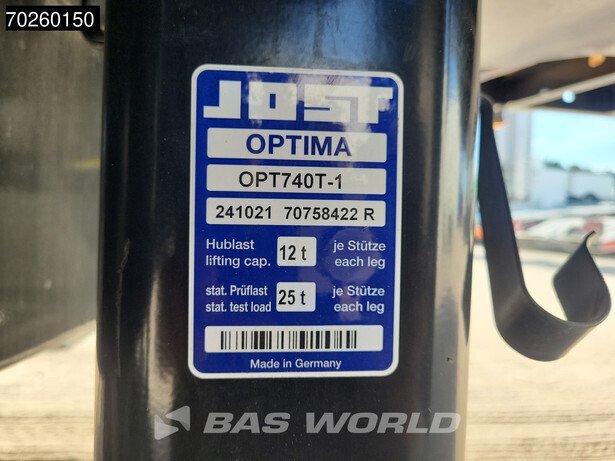 70260150
JOST
OPTIMA
OPT740T-1
241021 70758422 R
Hublast 12 t je Stütze
lifting cap. each leg
stat. Prüflast 25 t je Stütze
stat. test load each leg
Made in Germany
BAS WORLD